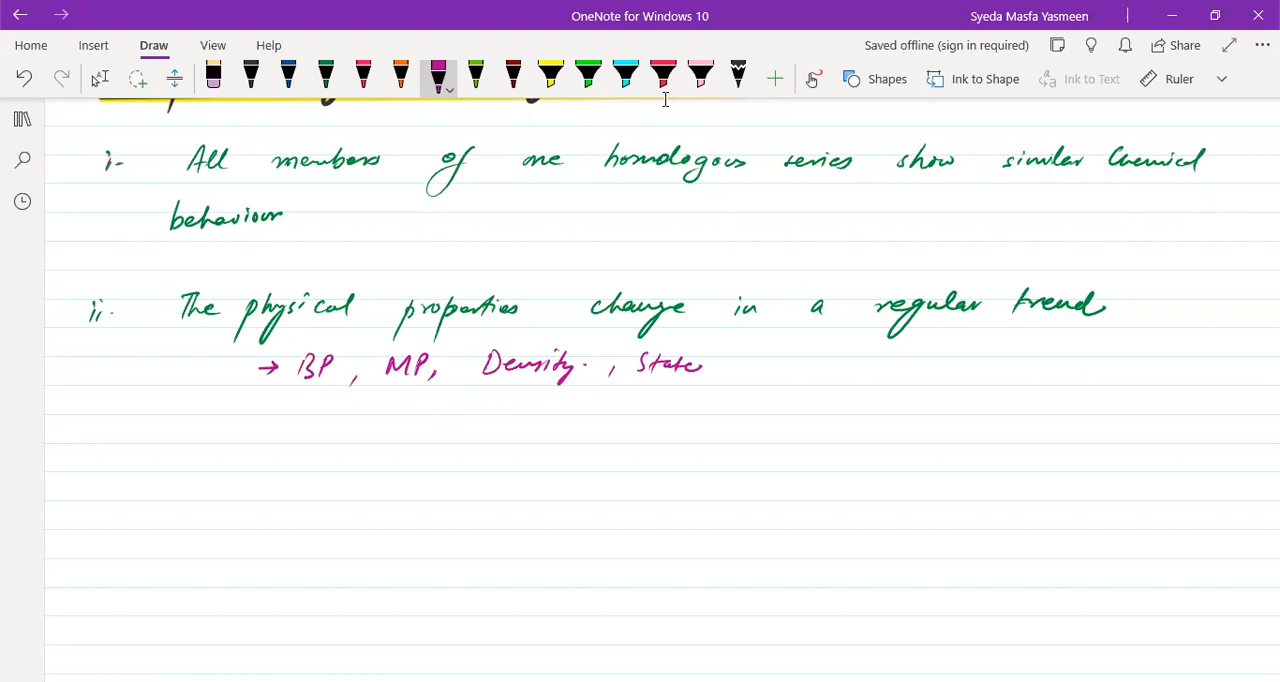 OneNote for Windows 10
Syeda Masfa Yasmeen
Home Insert Draw View Help
Saved offline (sign in required)
Share
Shapes
Ink to Shape
Ink to Text
Ruler
i- All members of one homologous series show similar Chemical
behaviour
ii. The physical properties change in a regular trend
→ BP, MP, Density., State